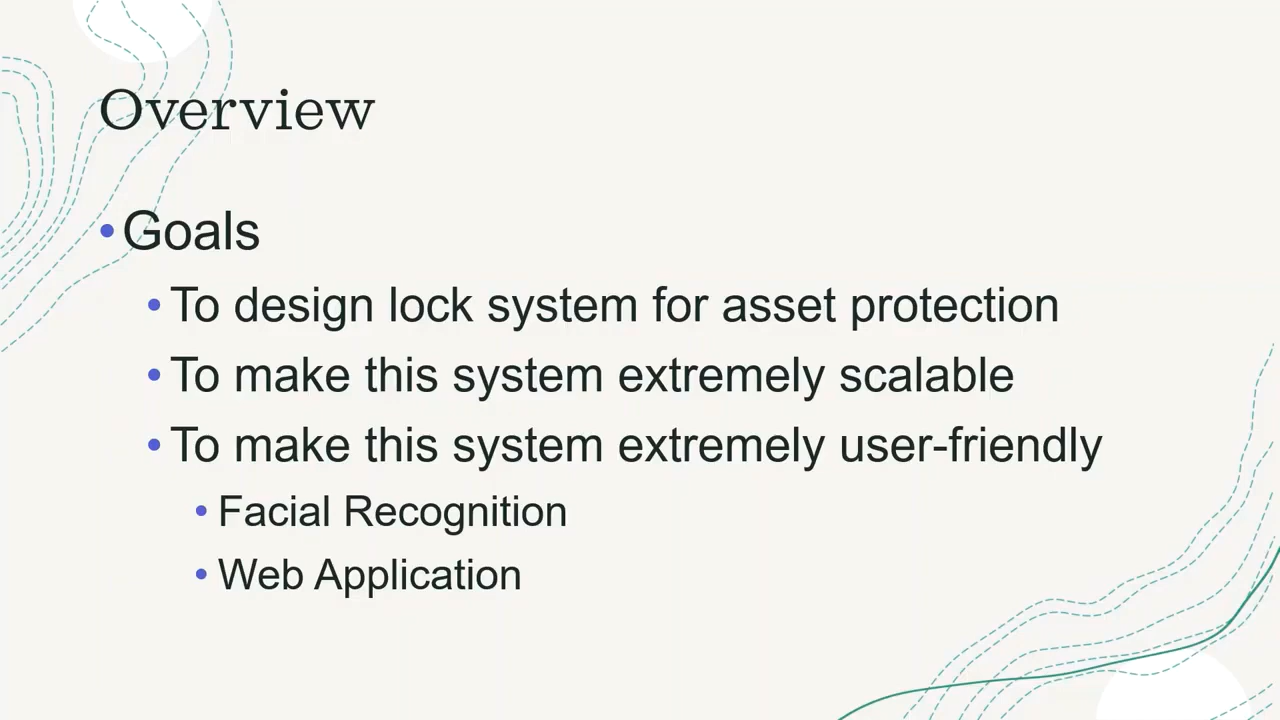 Overview
• Goals
• To design lock system for asset protection
• To make this system extremely scalable
• To make this system extremely user-friendly
• Facial Recognition
• Web Application